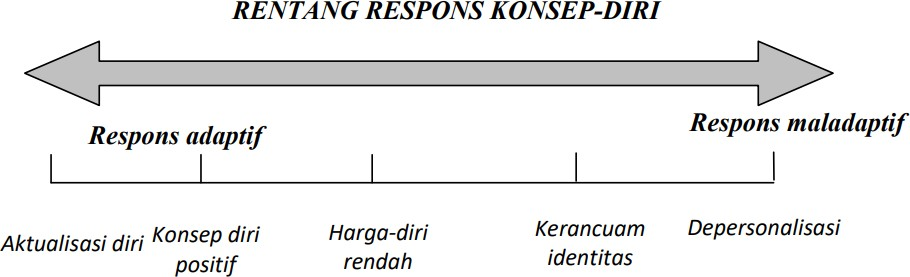 RENTANG RESPONS KONSEP-DIRI
Respons adaptif
Respons maladaptif
Aktualisasi diri
Konsep diri
positif
Harga-diri
rendah
Kerancuam
identitas
Depersonalisasi